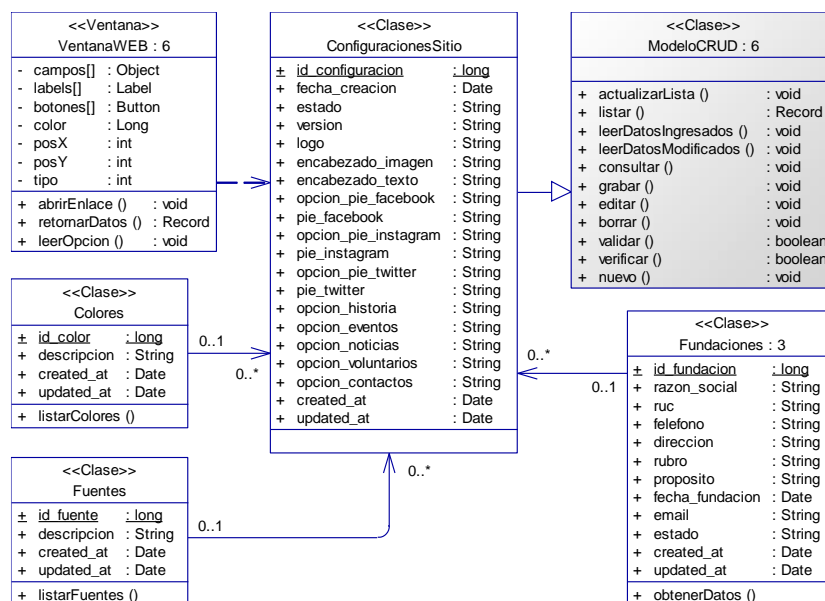 <<Ventana>>
VentanaWEB : 6
- campos[] : Object
- labels[] : Label
- botones[] : Button
- color : Long
- posX : int
- posY : int
- tipo : int
+ abrirEnlace () : void
+ retornarDatos () : Record
+ leerOpcion () : void
<<Clase>>
Colores
+ id_color : long
+ descripcion : String
+ created_at : Date
+ updated_at : Date
+ listarColores ()
0..1
0..*
<<Clase>>
Fuentes
+ id_fuente : long
+ descripcion : String
+ created_at : Date
+ updated_at : Date
+ listarFuentes ()
0..1
0..*
<<Clase>>
ConfiguracionesSitio
+ id_configuracion : long
+ fecha_creacion : Date
+ estado : String
+ version : String
+ logo : String
+ encabezado_imagen : String
+ encabezado_texto : String
+ opcion_pie_facebook : String
+ pie_facebook : String
+ opcion_pie_instagram : String
+ pie_instagram : String
+ opcion_pie_twitter : String
+ pie_twitter : String
+ opcion_historia : String
+ opcion_eventos : String
+ opcion_noticias : String
+ opcion_voluntarios : String
+ opcion_contactos : String
+ created_at : Date
+ updated_at : Date
<<Clase>>
ModeloCRUD : 6
+ actualizarLista () : void
+ listar () : Record
+ leerDatosIngresados () : void
+ leerDatosModificados () : void
+ consultar () : void
+ grabar () : void
+ editar () : void
+ borrar () : void
+ validar () : boolean
+ verificar () : boolean
+ nuevo () : void
0..*
0..1
<<Clase>>
Fundaciones : 3
+ id_fundacion : long
+ razon_social : String
+ ruc : String
+ felefono : String
+ direccion : String
+ rubro : String
+ proposito : String
+ fecha_fundacion : Date
+ email : String
+ estado : String
+ created_at : Date
+ updated_at : Date
+ obtenerDatos ()